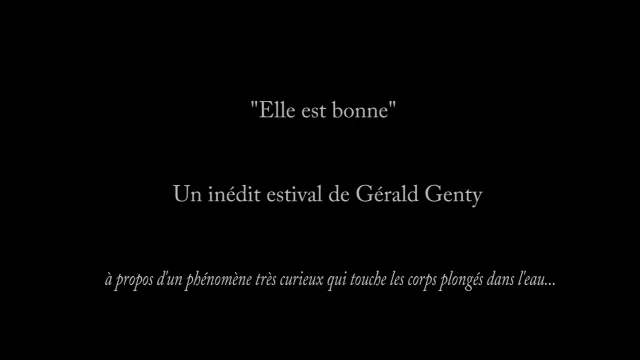 "Elle est bonne"
Un inédit estival de Gérald Genty
à propos d'un phénomène très curieux qui touche les corps plongés dans l'eau...